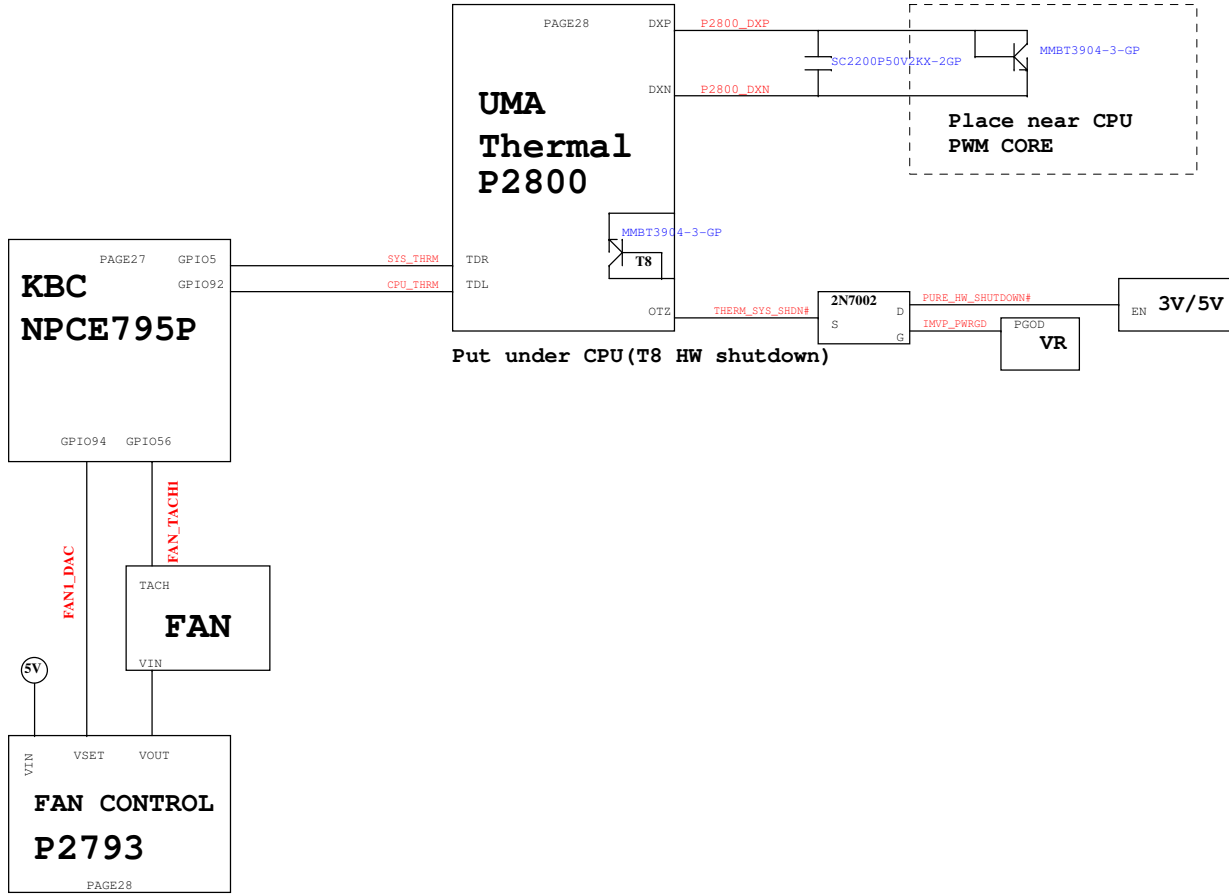 PAGE28
DXP
P2800_DXP
MMBT3904-3-GP
SC2200P50V2KX-2GP
DXN
P2800_DXN
UMA
Thermal
P2800
Place near CPU
PWM CORE
MMBT3904-3-GP
T8
PAGE27
GPIO5
SYS_THRM
TDR
KBC
NPCE795P
GPIO92
CPU_THRM
TDL
OTZ
THERM_SYS_SHDN#
2N7002
S
D
G
PURE_HW_SHUTDOWN#
IMVP_PWRGD
EN
3V/5V
PGOD
VR
Put under CPU(T8 HW shutdown)
GPIO94
GPIO56
FAN1_DAC
FAN_TACH1
TACH
FAN
VIN
5V
VIN
VSET
VOUT
FAN CONTROL
P2793
PAGE28